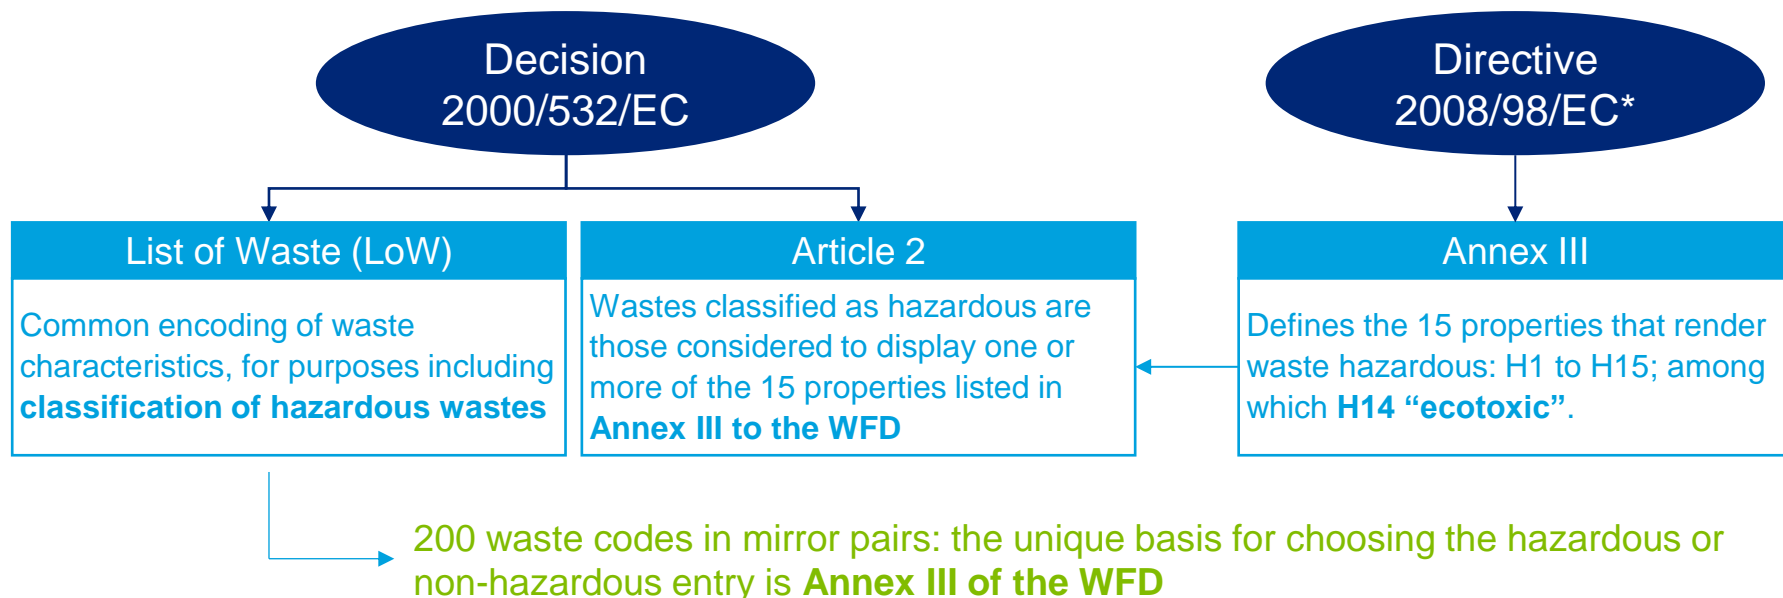 Decision
2000/532/EC
Directive
2008/98/EC*
List of Waste (LoW)
Common encoding of waste
characteristics, for purposes including
classification of hazardous wastes
Article 2
Wastes classified as hazardous are
those considered to display one or
more of the 15 properties listed in
Annex III to the WFD
Annex III
Defines the 15 properties that render
waste hazardous: H1 to H15; among
which H14 “ecotoxic”.
200 waste codes in mirror pairs: the unique basis for choosing the hazardous or
non-hazardous entry is Annex III of the WFD